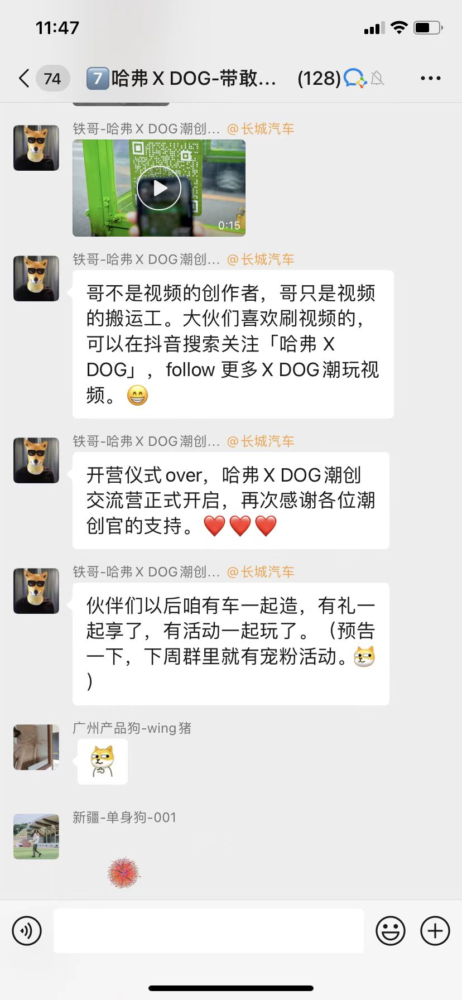 11:47
74
7 哈弗 X DOG-带敢... (128)
铁哥-哈弗 X DOG潮创... @长城汽车
0:15
铁哥-哈弗 X DOG潮创... @长城汽车
哥不是视频的创作者，哥只是视频
的搬运工。大伙们喜欢刷视频的，
可以在抖音搜索关注「哈弗 X
DOG」，follow 更多 X DOG潮玩视
频。😁
铁哥-哈弗 X DOG潮创... @长城汽车
开营仪式 over，哈弗 X DOG潮创
交流营正式开启，再次感谢各位潮
创官的支持。❤️❤️❤️
铁哥-哈弗 X DOG潮创... @长城汽车
伙伴们以后咱有车一起造，有礼一
起享了，有活动一起玩了。（预告
一下，下周群里就有宠粉活动。
）
广州产品狗-wing猪
新疆-单身狗-001